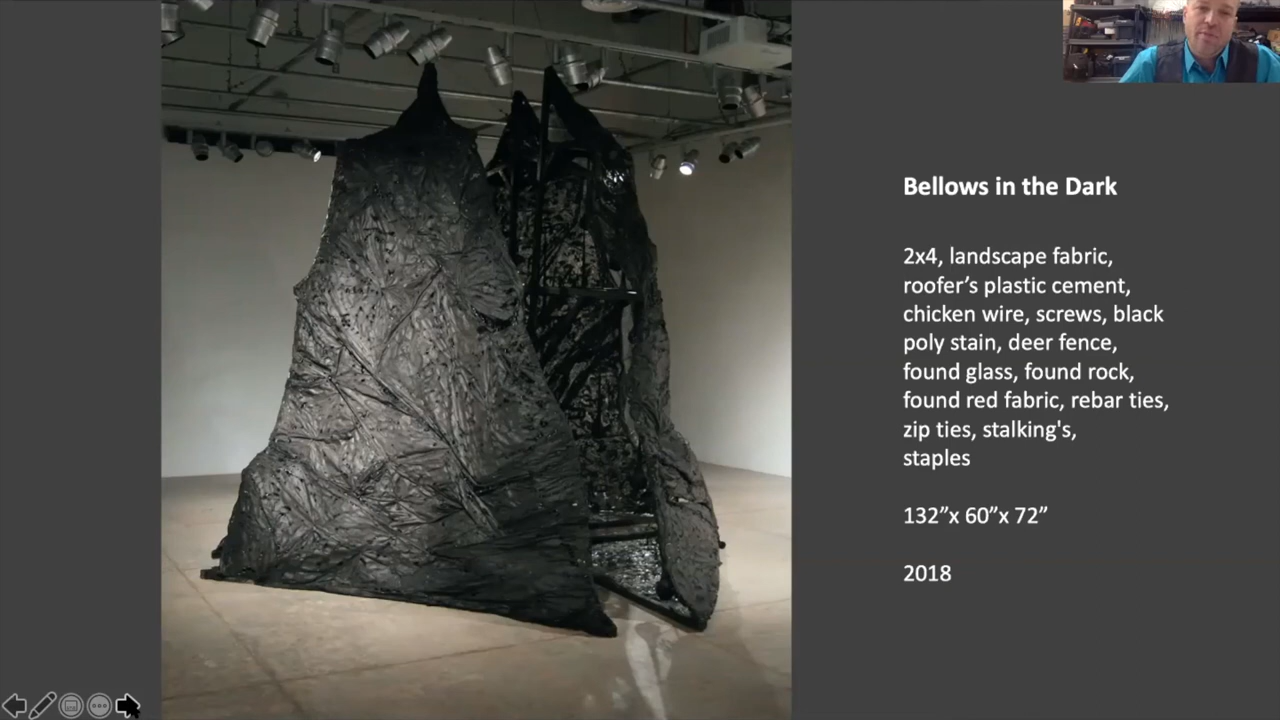 Bellows in the Dark
2x4, landscape fabric,
roofer's plastic cement,
chicken wire, screws, black
poly stain, deer fence,
found glass, found rock,
found red fabric, rebar ties,
zip ties, stalking's,
staples
132”x 60”x 72”
2018